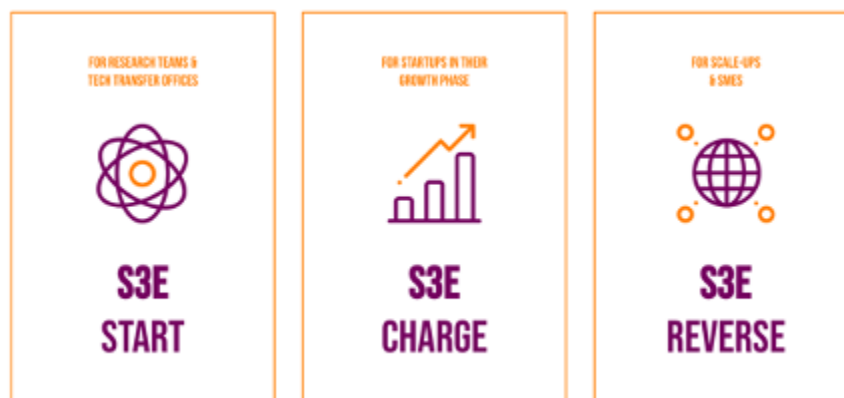 FOR RESEARCH TEAMS &
TECH TRANSFER OFFICES
S3E
START
FOR STARTUPS IN THEIR
GROWTH PHASE
S3E
CHARGE
FOR SCALE-UPS
& SMES
S3E
REVERSE